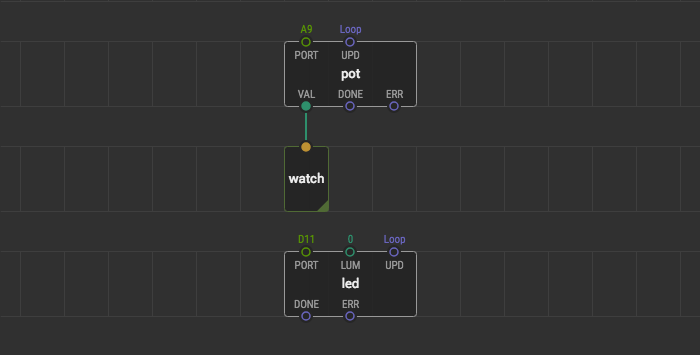 A9 Loop
PORT UPD
pot
VAL DONE ERR
watch
D11 0 Loop
PORT LUM UPD
led
DONE ERR